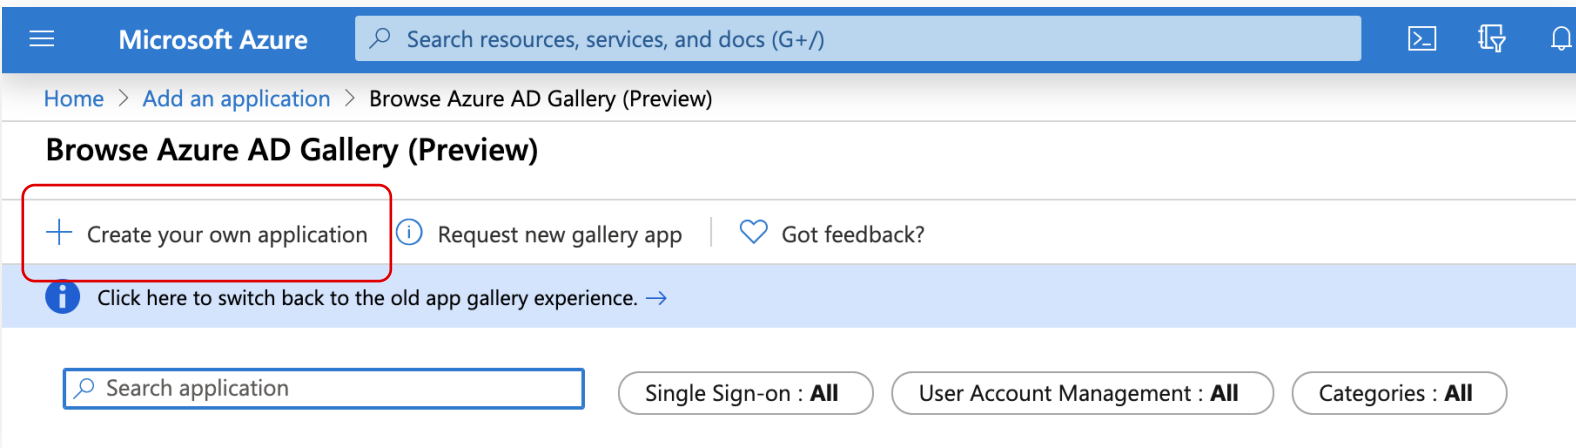 Microsoft Azure Search resources, services, and docs (G+/)
Home > Add an application > Browse Azure AD Gallery (Preview)
Browse Azure AD Gallery (Preview)
Create your own application Request new gallery app Got feedback?
Click here to switch back to the old app gallery experience. →
Search application Single Sign-on : All User Account Management : All Categories : All